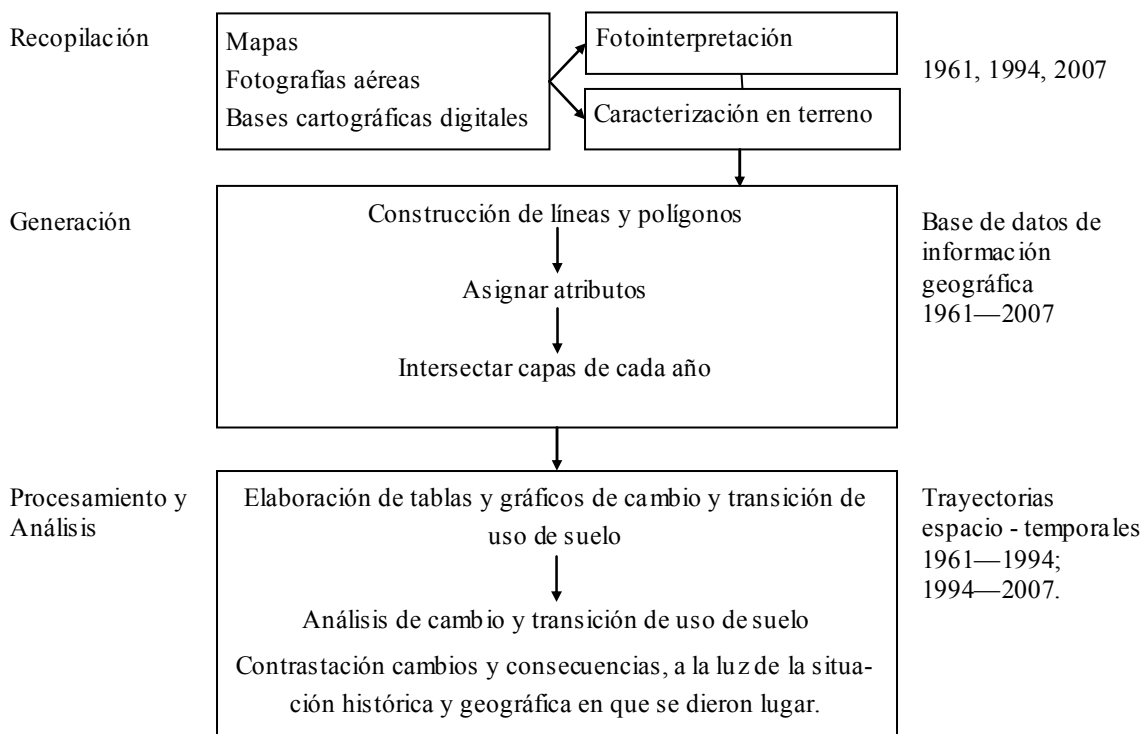 Recopilación
Mapas
Fotografías aéreas
Bases cartográficas digitales
Fotointerpretación
Caracterización en terreno
1961, 1994, 2007
Generación
Construcción de líneas y polígonos
Asignar atributos
Intersectar capas de cada año
Base de datos de
información
geográfica
1961—2007
Procesamiento y
Análisis
Elaboración de tablas y gráficos de cambio y transición de
uso de suelo
Análisis de cambio y transición de uso de suelo
Contrastación cambios y consecuencias, a la luz de la situa-
ción histórica y geográfica en que se dieron lugar.
Trayectorias
espacio - temporales
1961—1994;
1994—2007.